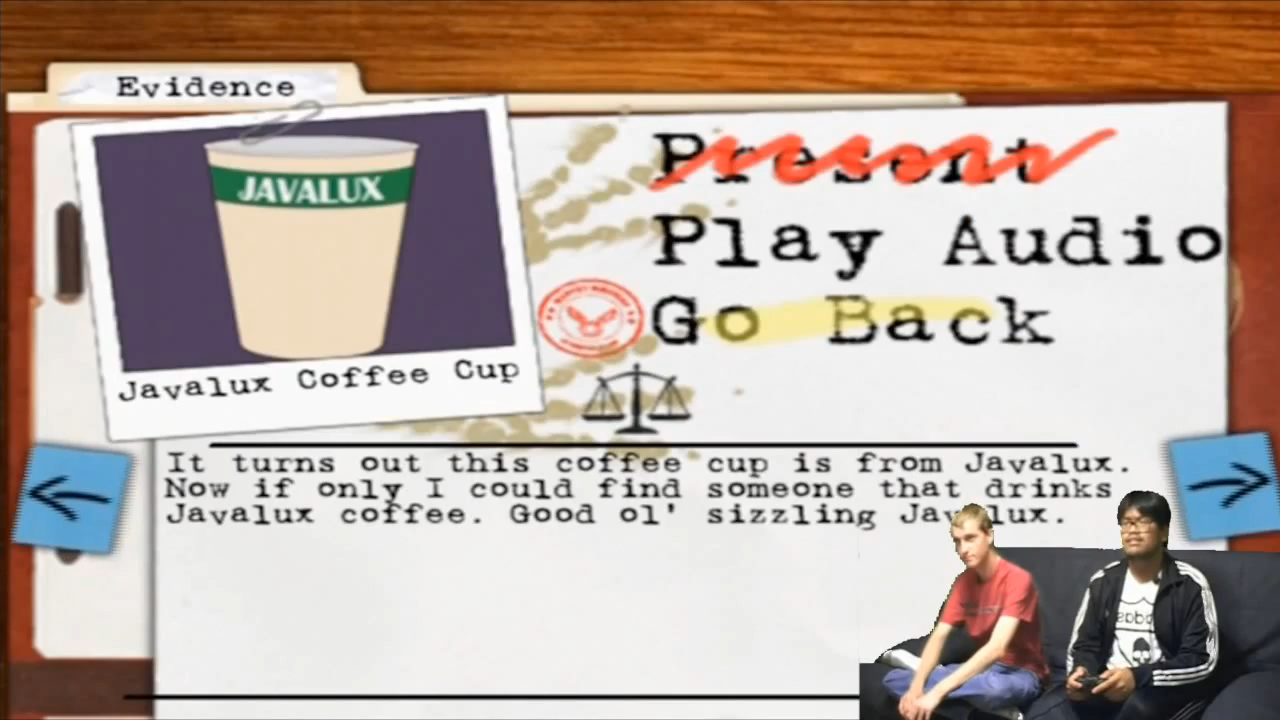 Evidence
JAVALUX
Javalux Coffee Cup
Present
Play Audio
Go Back
It turns out this coffee cup is from Javalux.
Now if only I could find someone that drinks
Javalux coffee. Good ol' sizzling Javalux.